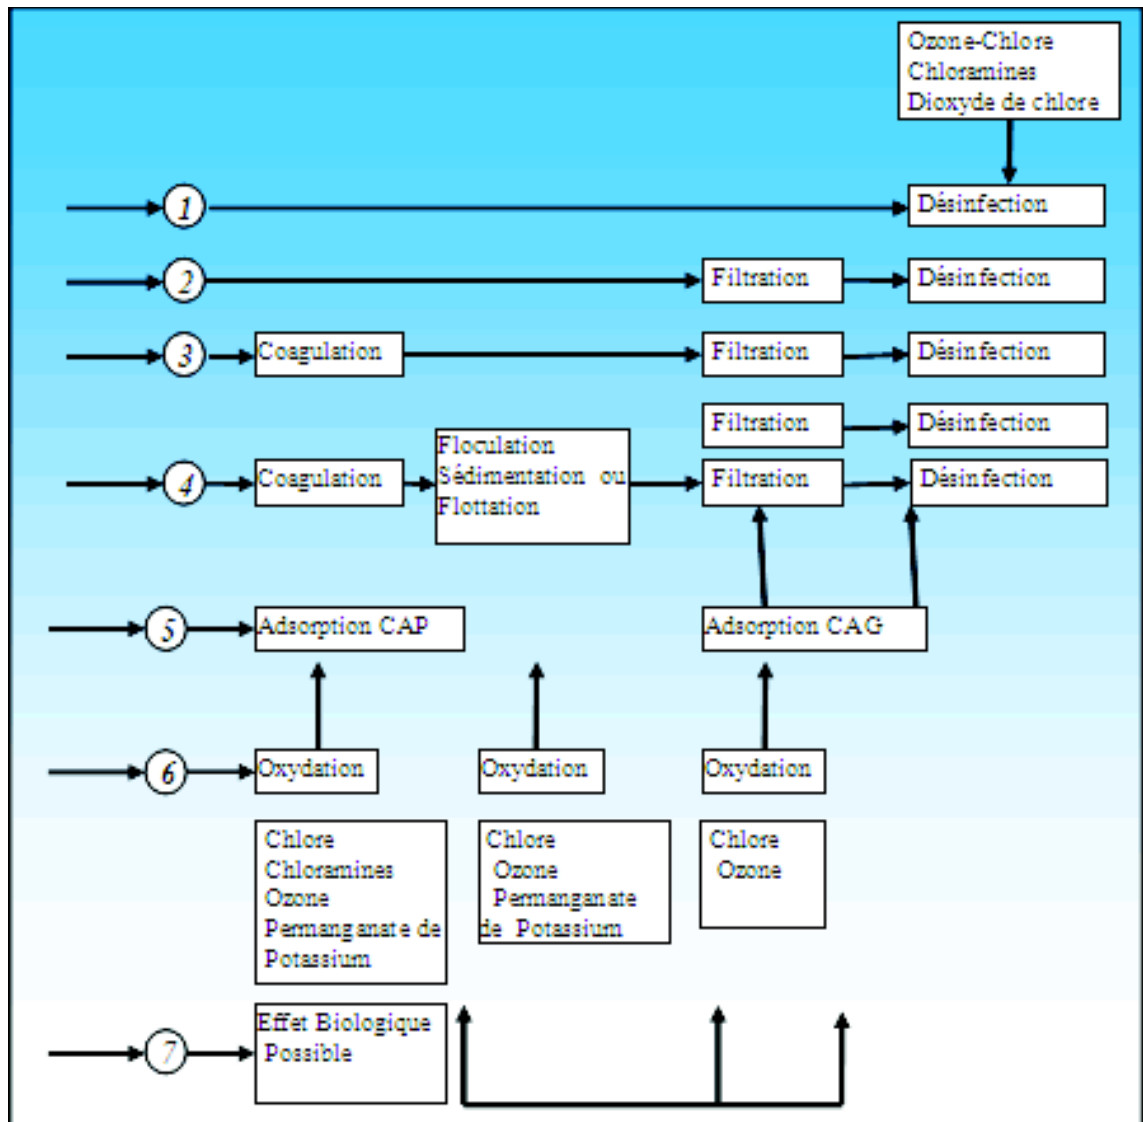 Ozone-Chlore
Chloramines
Dioxyde de chlore
1
Désinfection
2
Filtration
Désinfection
3
Coagulation
Filtration
Désinfection
Filtration
Désinfection
4
Coagulation
Floculation
Sédimentation ou
Flottation
Filtration
Désinfection
5
Adsorption CAP
Adsorption CAG
6
Oxydation
Oxydation
Oxydation
Chlore
Chloramines
Ozone
Permanganate de
Potassium
Chlore
Ozone
Permanganate
de Potassium
Chlore
Ozone
7
Effet Biologique
Possible